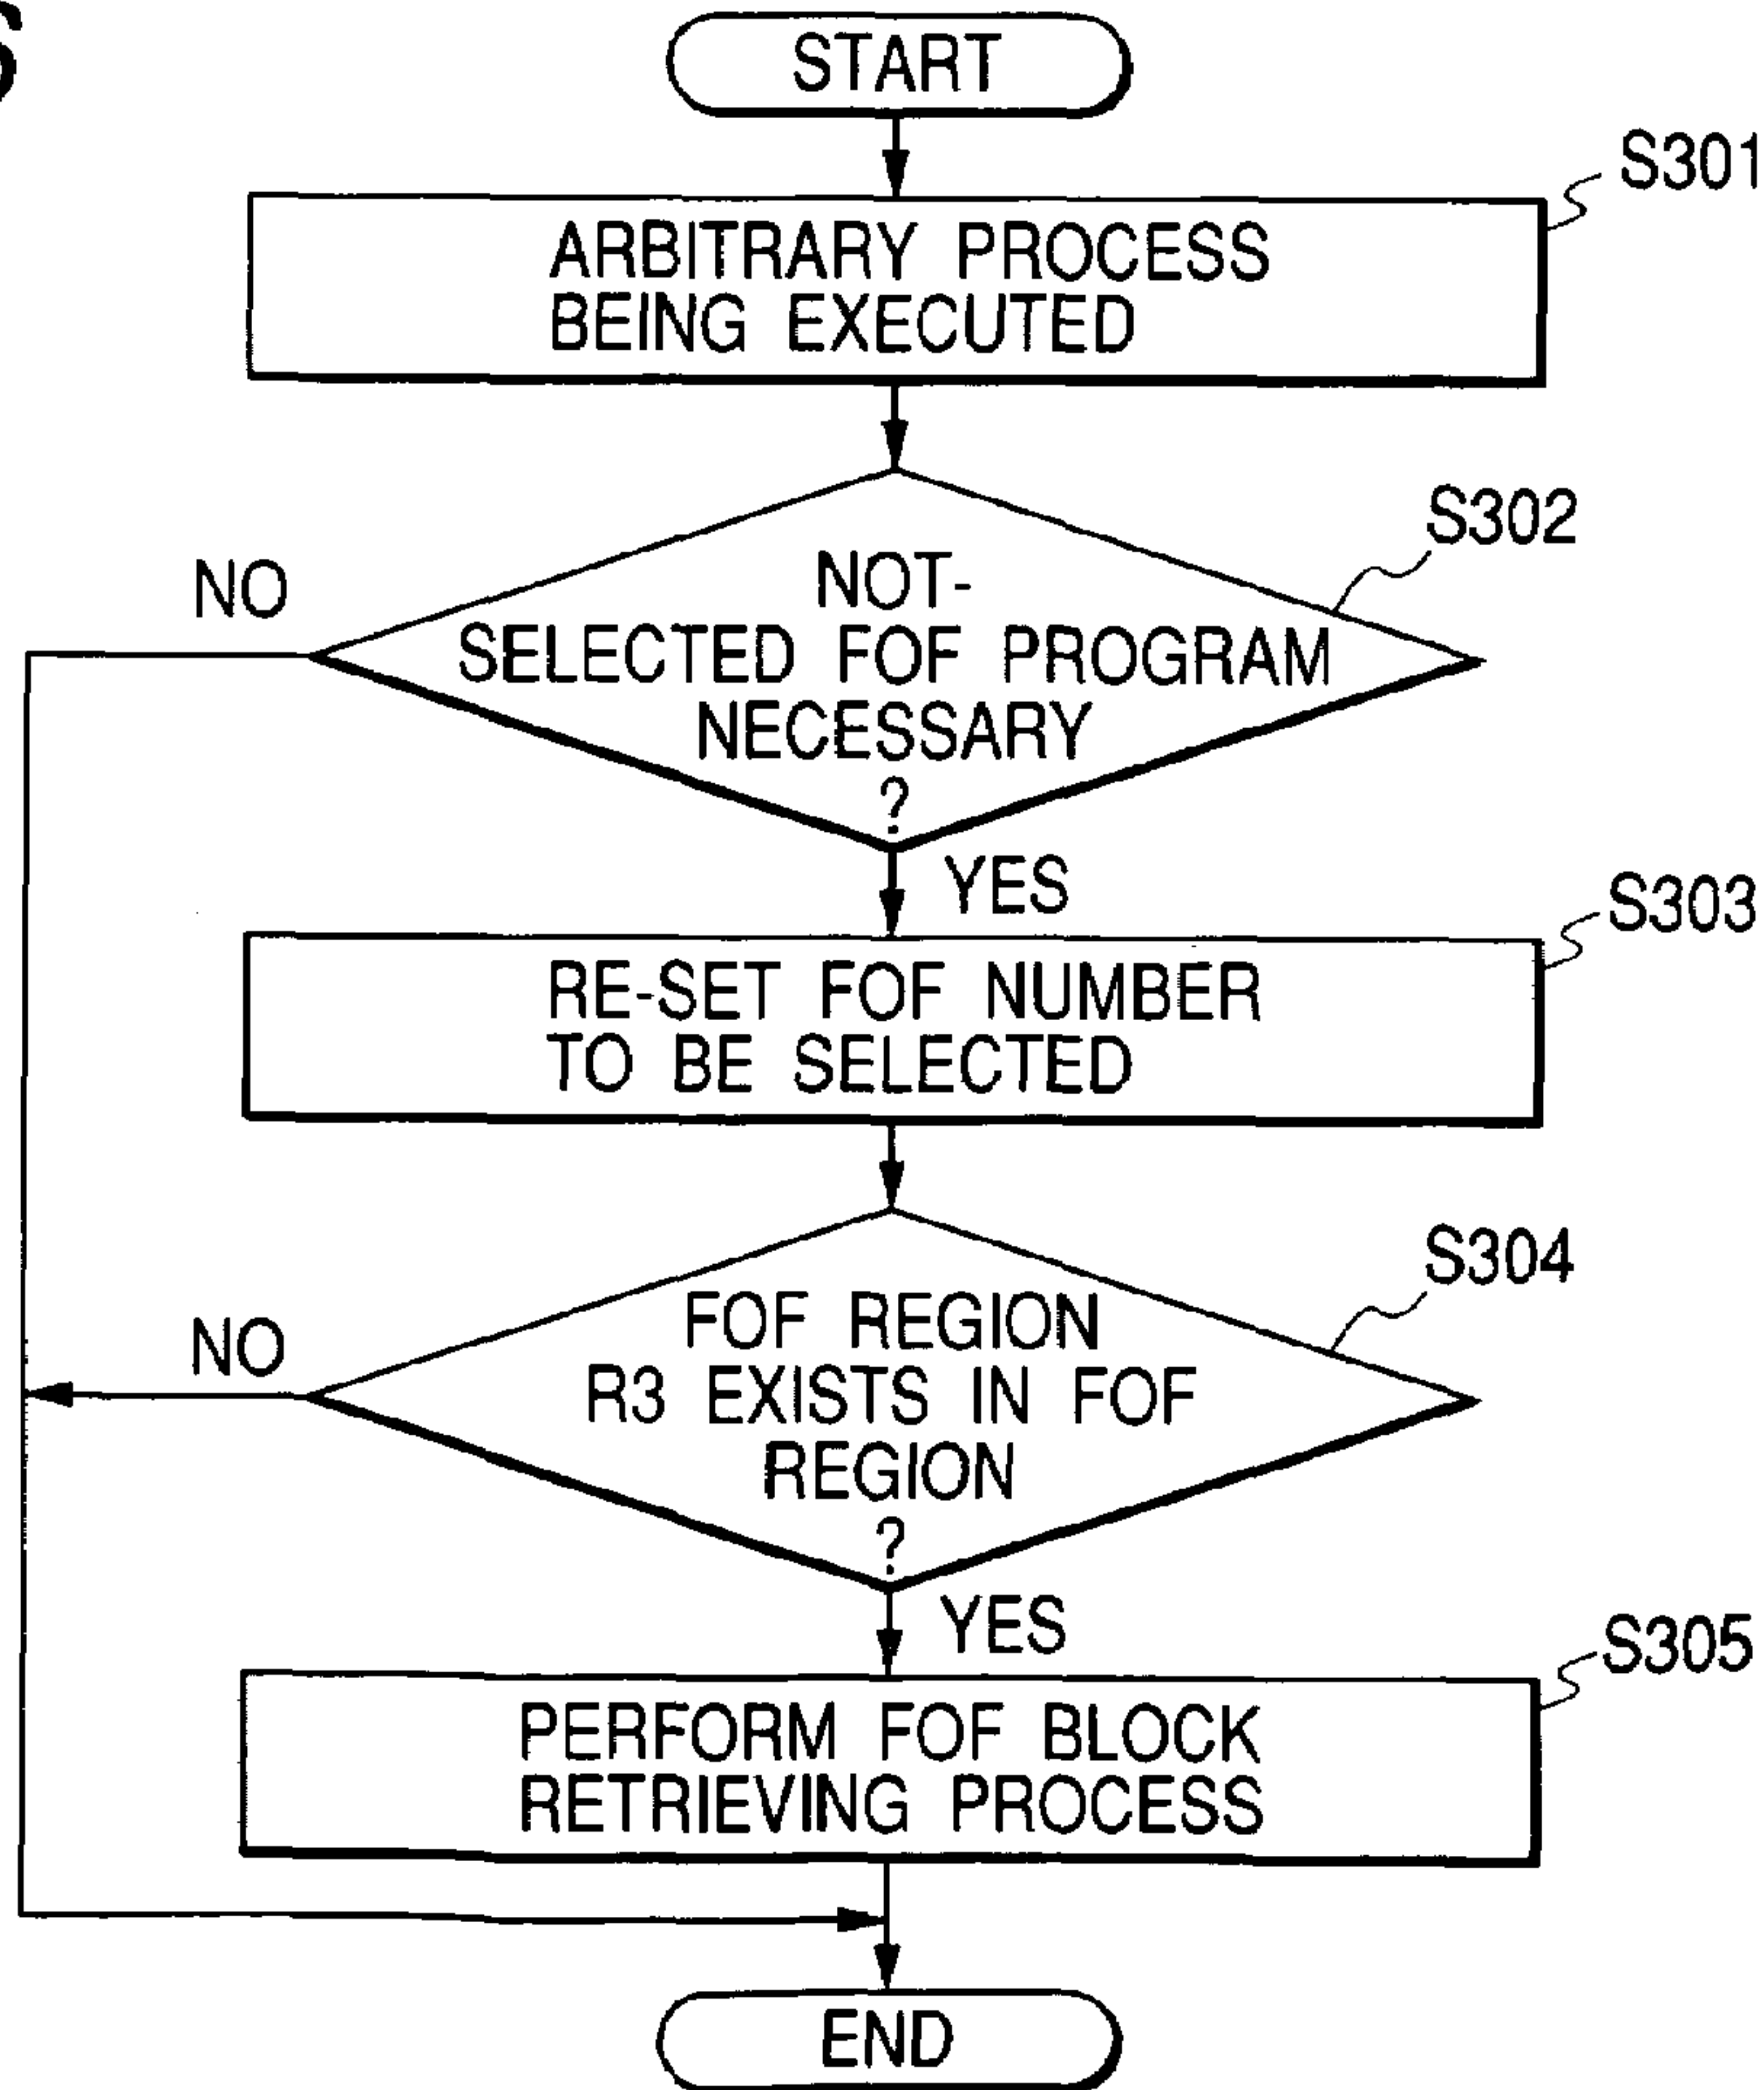 START
S301
ARBITRARY PROCESS
BEING EXECUTED
S302
NO
NOT-
SELECTED FOF PROGRAM
NECESSARY
?
YES
S303
RE-SET FOF NUMBER
TO BE SELECTED
S304
NO
FOF REGION
R3 EXISTS IN FOF
REGION
?
YES
S305
PERFORM FOF BLOCK
RETRIEVING PROCESS
END